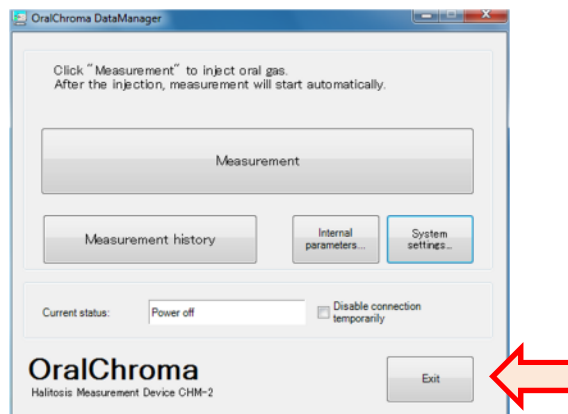 OralChroma DataManager
Click "Measurement" to inject oral gas.
After the injection, measurement will start automatically.
Measurement
Measurement history
Internal
parameters...
System
settings...
Current status:
Power off
Disable connection
temporarily
OralChroma
Halitosis Measurement Device CHM-2
Exit